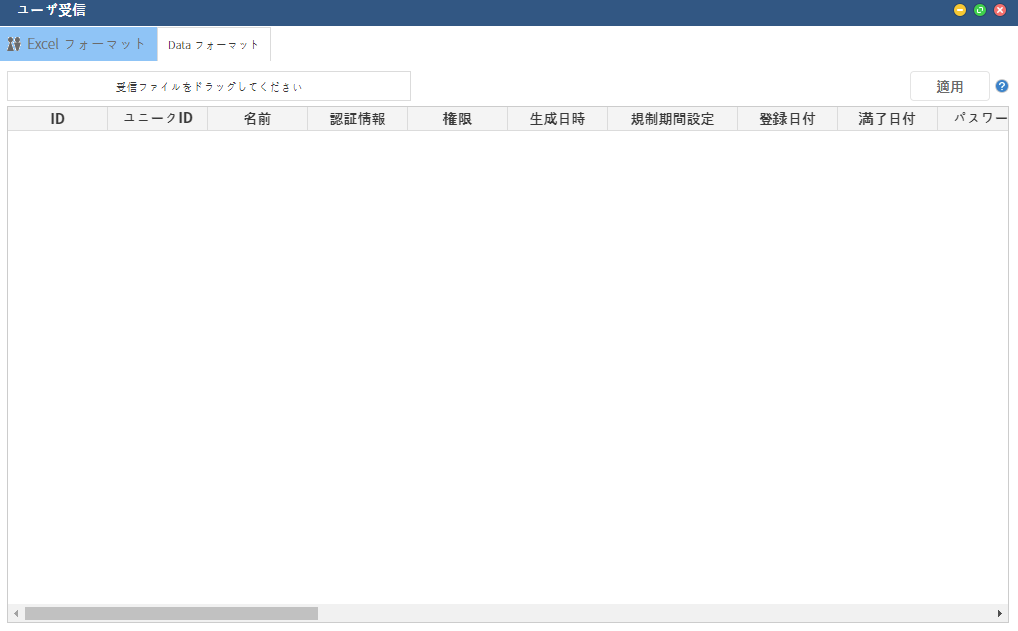 ユーザ受信
Excel フォーマット Data フォーマット
受信ファイルをドラッグしてください 適用
ID ユニークID 名前 認証情報 権限 生成日時 規制期間設定 登録日付 満了日付 パスワー